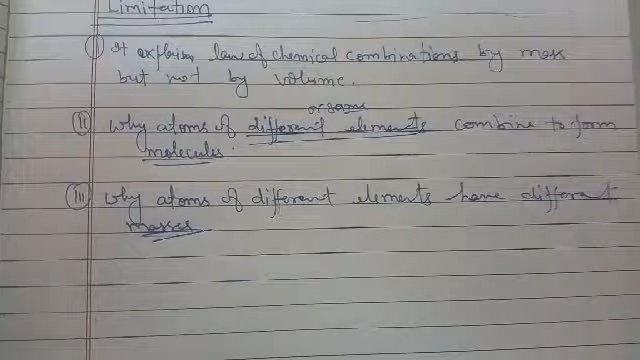 Limitation
(i) It explains law of chemical combinations by mass
but not by volume.
or same
(ii) Why atoms of different elements combine to form
molecules.
(iii) Why atoms of different elements have different
masses